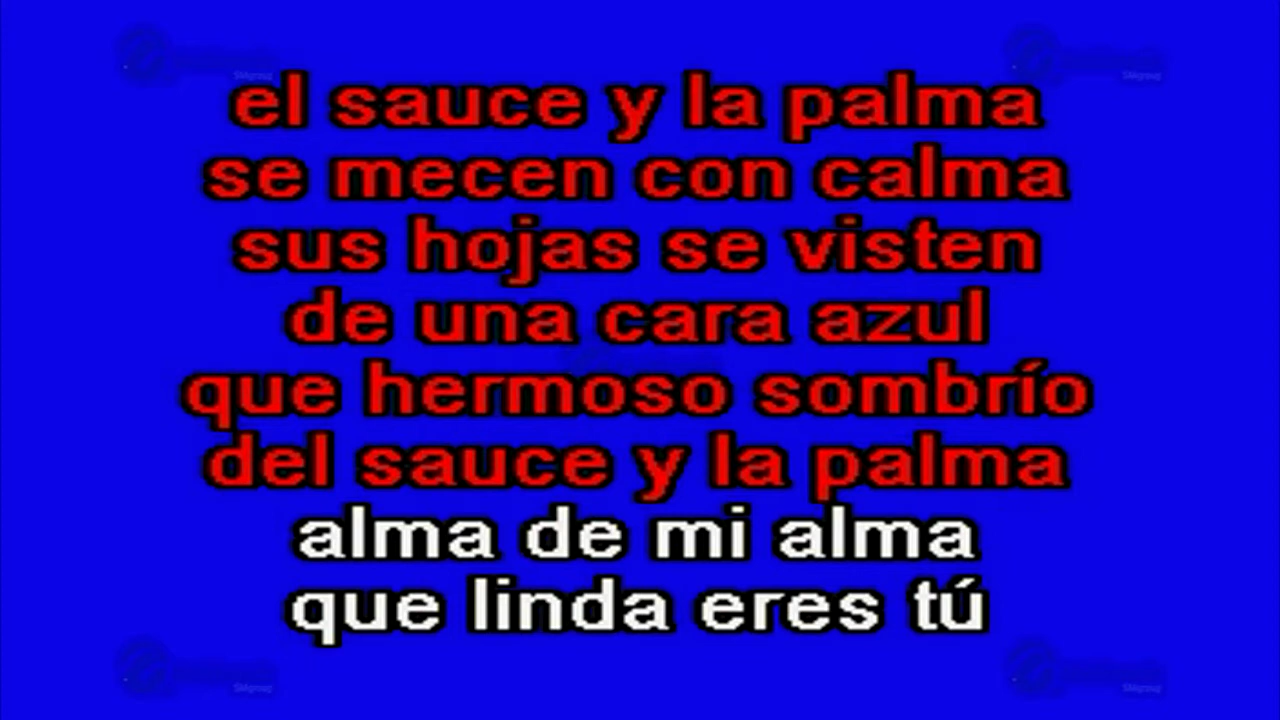 el sauce y la palma
se mecen con calma
sus hojas se visten
de una cara azul
que hermoso sombrío
del sauce y la palma
alma de mi alma
que linda eres tú